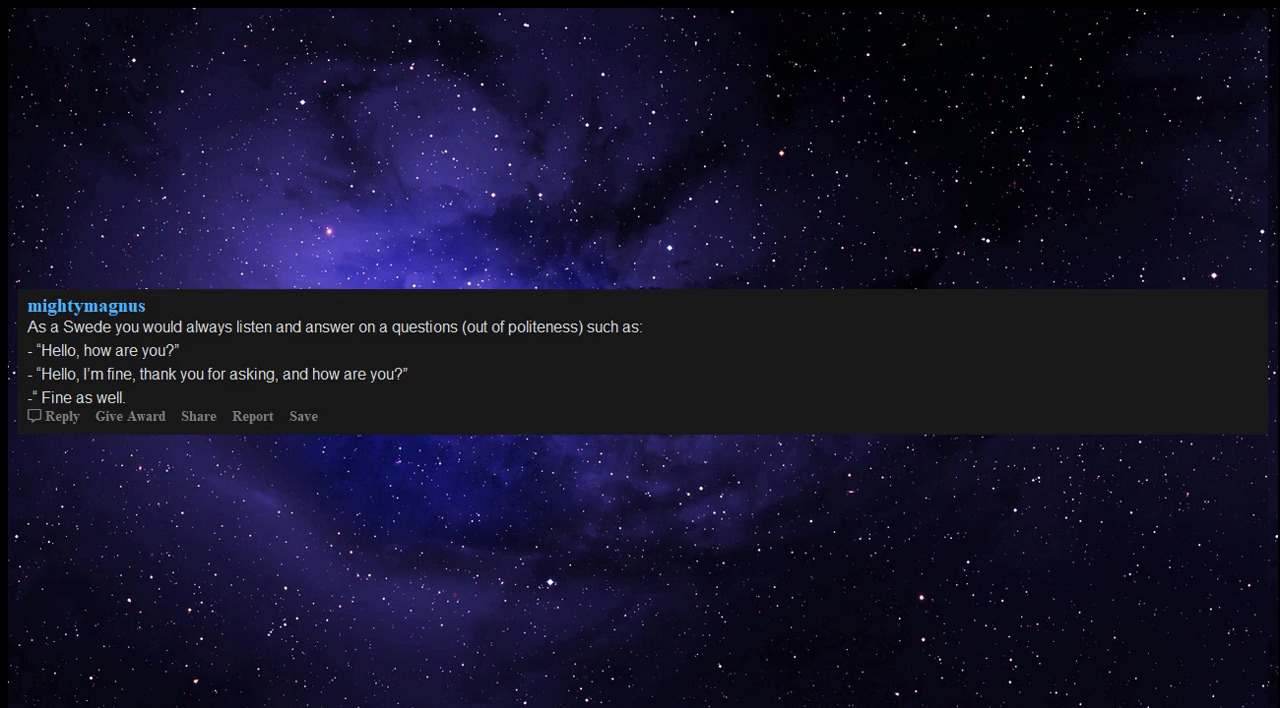 mightymagnus
As a Swede you would always listen and answer on a questions (out of politeness) such as:
- “Hello, how are you?”
- “Hello, I’m fine, thank you for asking, and how are you?”
-“ Fine as well.
Reply Give Award Share Report Save